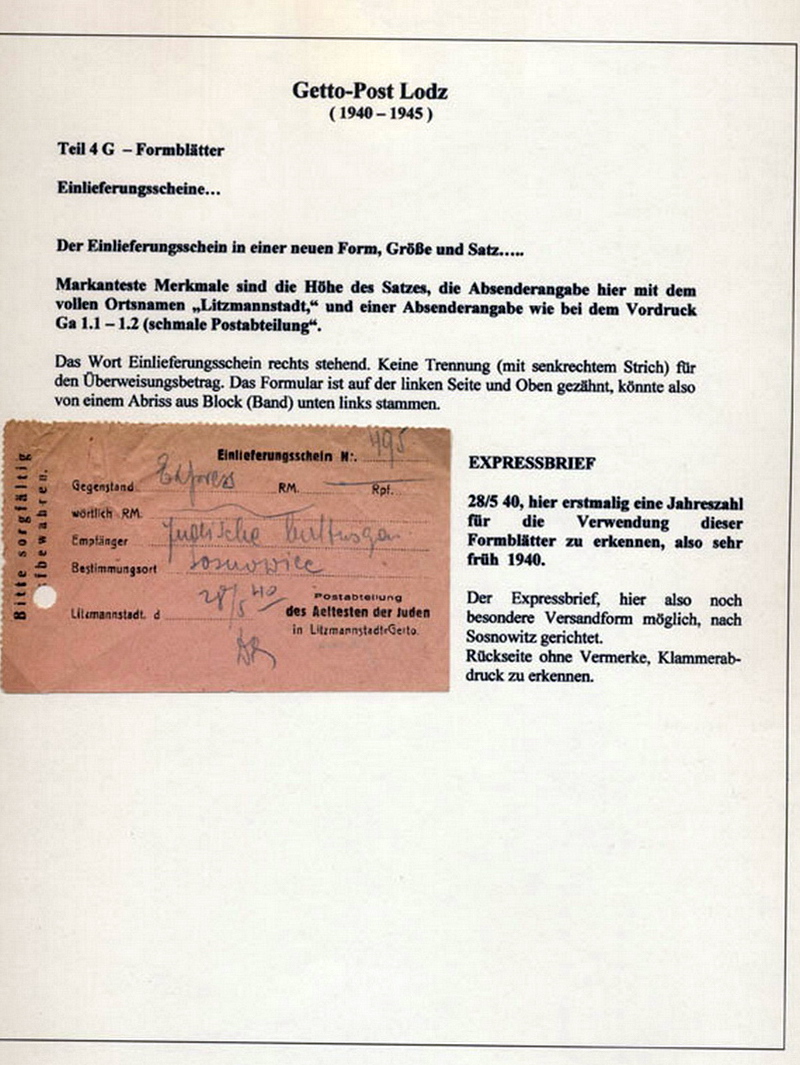 Getto-Post Lodz
( 1940 – 1945 )
Teil 4 G – Formblätter
Einlieferungsscheine...
Der Einlieferungsschein in einer neuen Form, Größe und Satz.....
Markanteste Merkmale sind die Höhe des Satzes, die Absenderangabe hier mit dem
vollen Ortsnamen „Litzmannstadt,“ und einer Absenderangabe wie bei dem Vordruck
Ga 1.1 – 1.2 (schmale Postabteilung“.
Das Wort Einlieferungsschein rechts stehend. Keine Trennung (mit senkrechtem Strich) für
den Überweisungsbetrag. Das Formular ist auf der linken Seite und Oben gezähnt, könnte also
von einem Abriss aus Block (Band) unten links stammen.
Bitte sorgfältig
fbewahren.
Einlieferungsschein N:. 495
Gegenstand Express RM. Rpf.
wörtlich RM.
Empfänger Jüdische
Bestimmungsort Sosnowice
Litzmannstadt. d 28/5 40
Postabteilung
des Aeltesten der Juden
in Litzmannstadt-Getto.
EXPRESSBRIEF
28/5 40, hier erstmalig eine Jahreszahl
für die Verwendung dieser
Formblätter zu erkennen, also sehr
früh 1940.
Der Expressbrief, hier also noch
besondere Versandform möglich, nach
Sosnowitz gerichtet.
Rückseite ohne Vermerke, Klammerab-
druck zu erkennen.